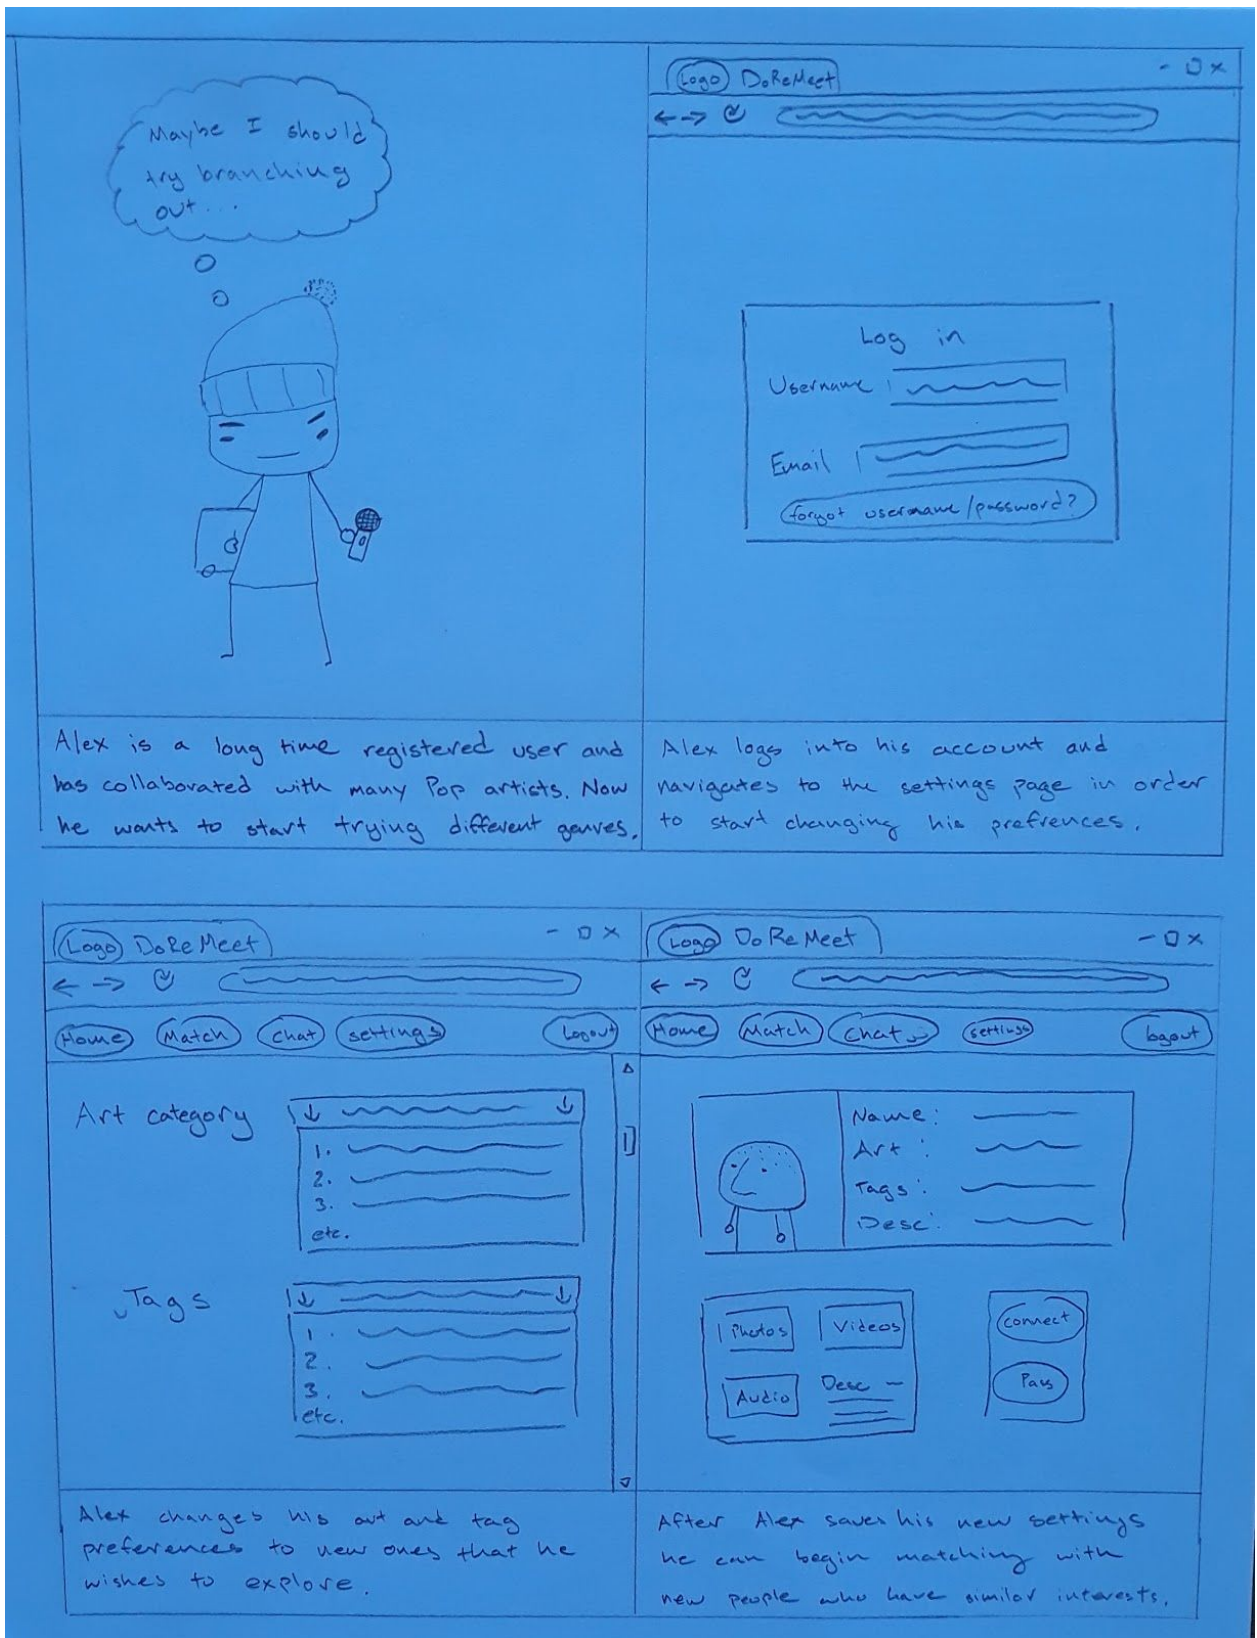 Maybe I should
try branching
out...
Logo DoReMeet
Log in
Username
Email
forgot username/password?
Alex is a long time registered user and
has collaborated with many Pop artists. Now
he wants to start trying different genres.
Alex logs into his account and
navigates to the settings page in order
to start changing his prefrences.
Logo DoReMeet
Home Match Chat settings Logout
Art category
1.
2.
3.
etc.
Tags
1.
2.
3.
etc.
Alex changes his art and tag
preferences to new ones that he
wishes to explore.
Logo DoReMeet
Home Match Chat settings logout
Name:
Art :
Tags:
Desc:
Photos Videos
Audio Desc
Connect
Pass
After Alex saves his new settings
he can begin matching with
new people who have similar interests.